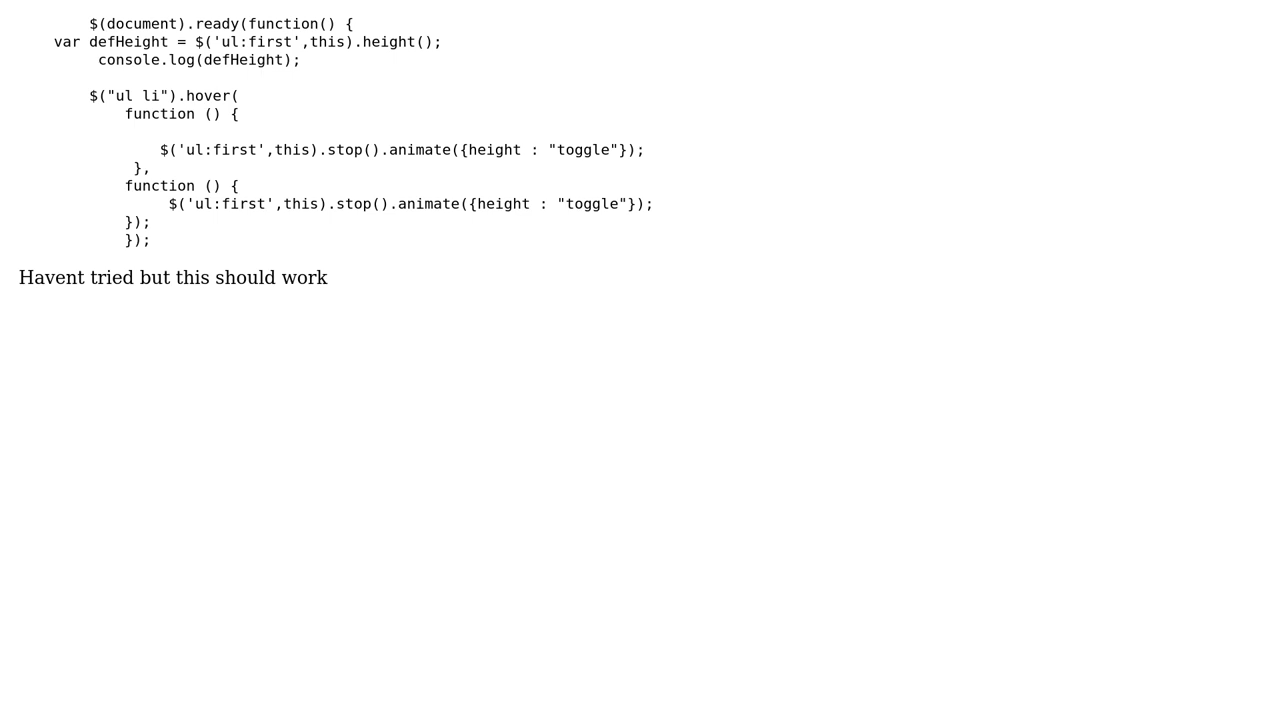 $(document).ready(function() {
    var defHeight = $('ul:first',this).height();
         console.log(defHeight);

        $("ul li").hover(
            function () {

                $('ul:first',this).stop().animate({height : "toggle"});
             },
            function () {
                 $('ul:first',this).stop().animate({height : "toggle"});
            });
            });
Havent tried but this should work